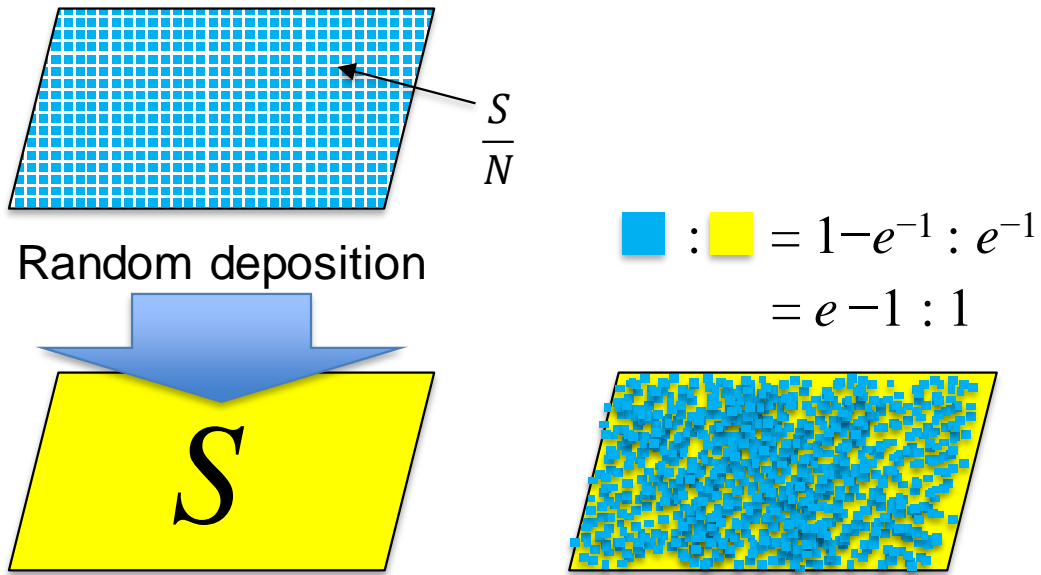 S
N
Random deposition
S
: = 1−e⁻¹ : e⁻¹
= e −1 : 1